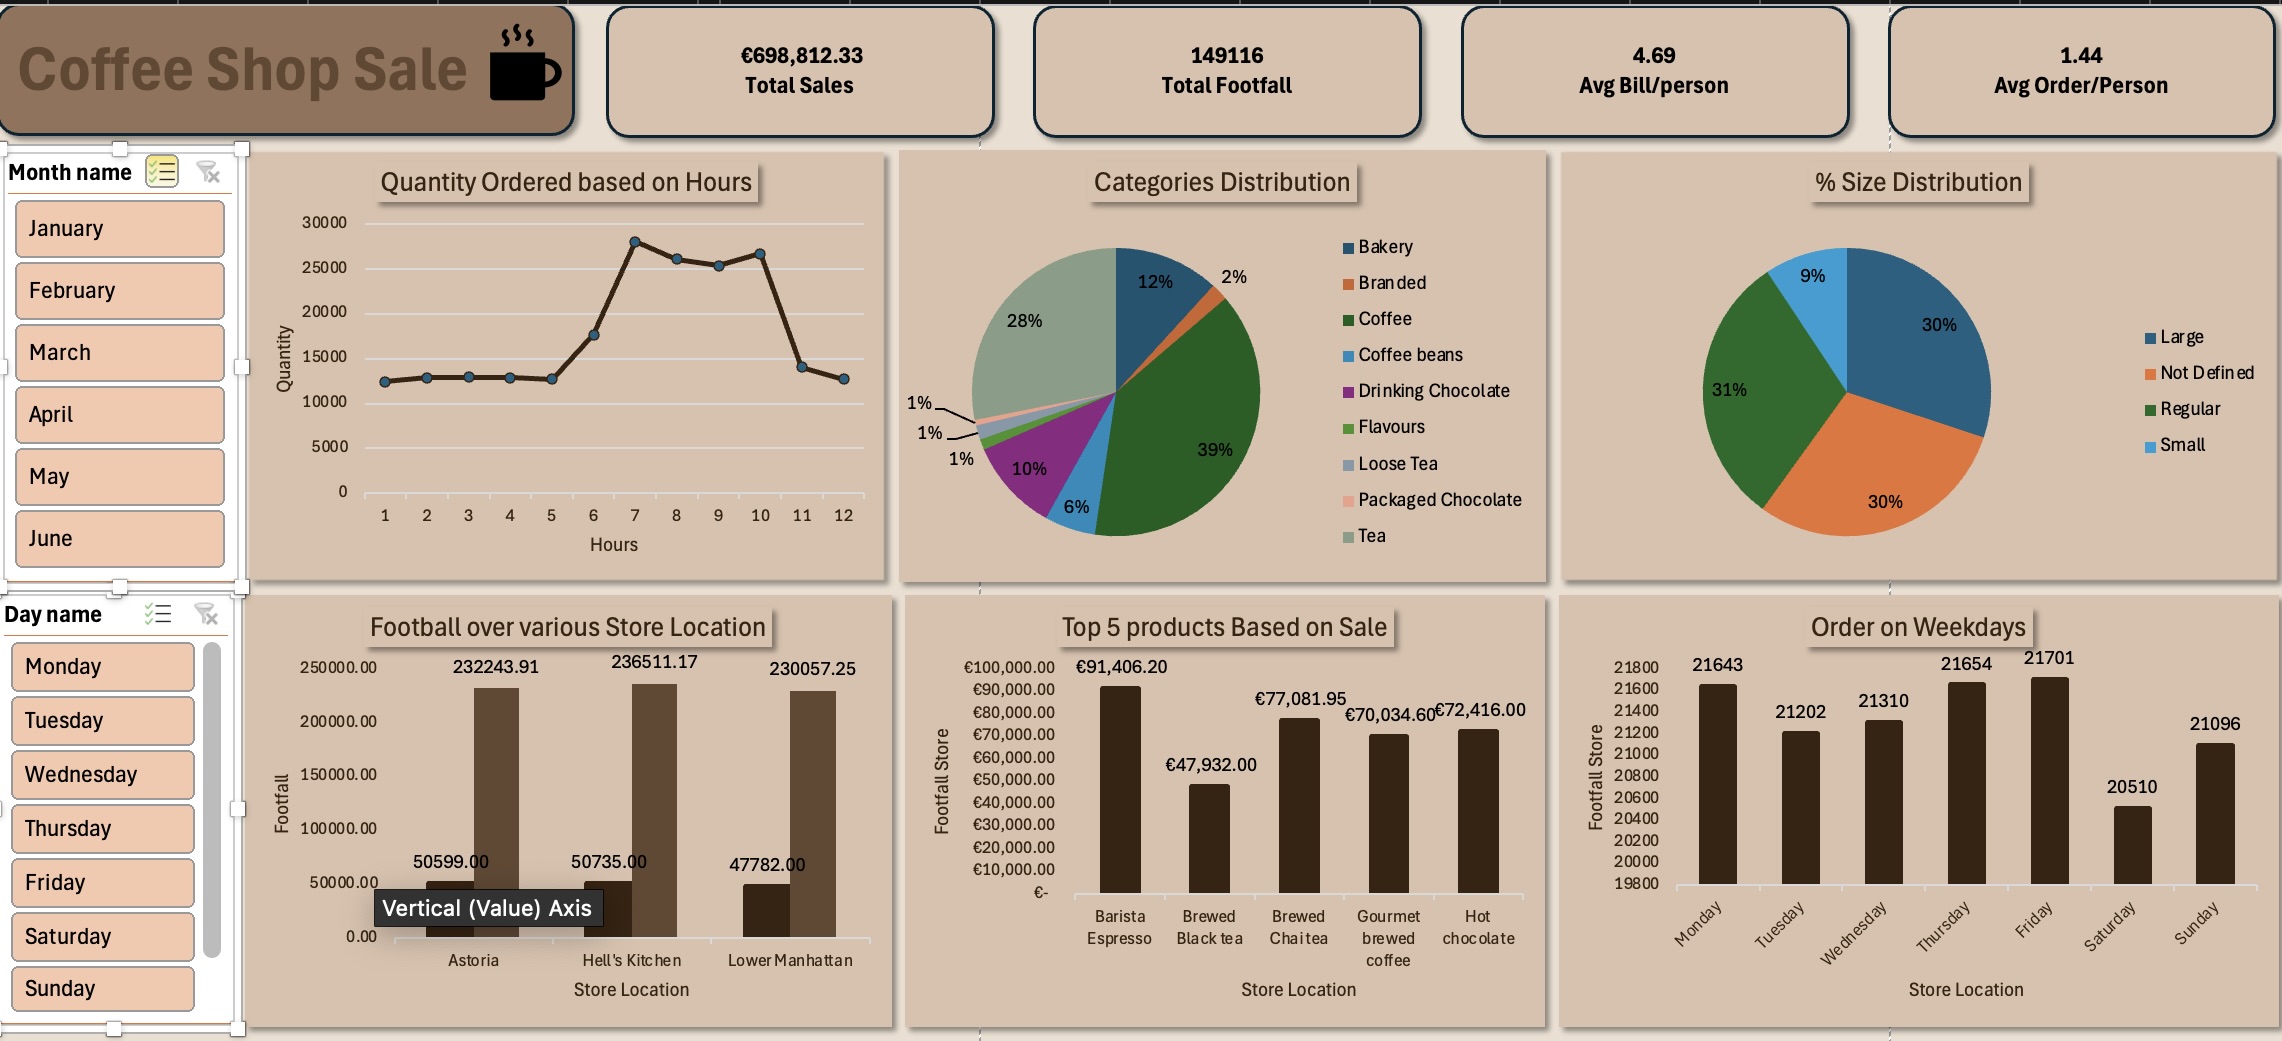 Coffee Shop Sale
€698,812.33
Total Sales
149116
Total Footfall
4.69
Avg Bill/person
1.44
Avg Order/Person
Month name
January
February
March
April
May
June
Quantity Ordered based on Hours
30000
25000
20000
15000
10000
5000
0
Quantity
1 2 3 4 5 6 7 8 9 10 11 12
Hours
Categories Distribution
12%
2%
39%
6%
10%
1%
1%
1%
28%
Bakery
Branded
Coffee
Coffee beans
Drinking Chocolate
Flavours
Loose Tea
Packaged Chocolate
Tea
% Size Distribution
9%
30%
31%
30%
Large
Not Defined
Regular
Small
Day name
Monday
Tuesday
Wednesday
Thursday
Friday
Saturday
Sunday
Football over various Store Location
250000.00
200000.00
150000.00
100000.00
50000.00
0.00
Footfall
232243.91
236511.17
230057.25
50599.00
50735.00
47782.00
Vertical (Value) Axis
Astoria
Hell's Kitchen
Lower Manhattan
Store Location
Top 5 products Based on Sale
€100,000.00
€90,000.00
€80,000.00
€70,000.00
€60,000.00
€50,000.00
€40,000.00
€30,000.00
€20,000.00
€10,000.00
€-
Footfall Store
€91,406.20
€47,932.00
€77,081.95
€70,034.60
€72,416.00
Barista
Espresso
Brewed
Black tea
Brewed
Chai tea
Gourmet
brewed
coffee
Hot
chocolate
Store Location
Order on Weekdays
21800
21600
21400
21200
21000
20800
20600
20400
20200
20000
19800
Footfall Store
21643
21202
21310
21654
21701
20510
21096
Monday
Tuesday
Wednesday
Thursday
Friday
Saturday
Sunday
Store Location